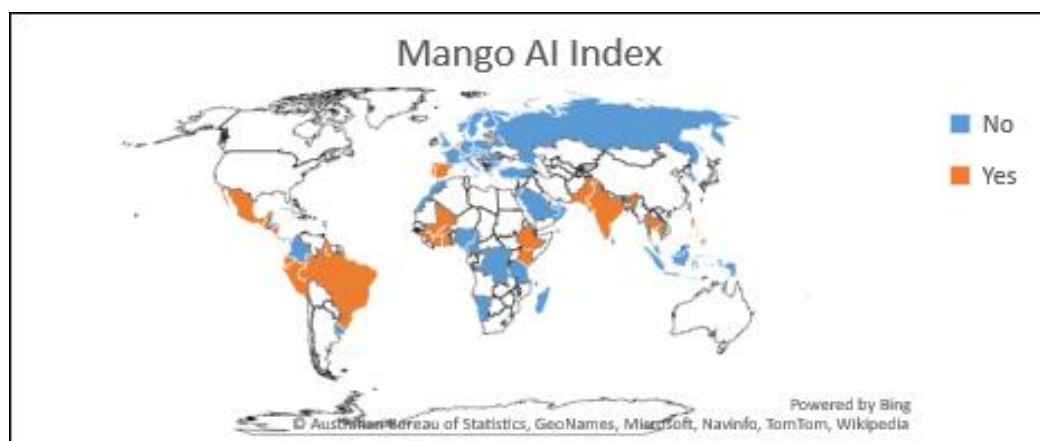 Mango AI Index
No
Yes
Powered by Bing
© Australian Bureau of Statistics, GeoNames, Microsoft, Navinfo, TomTom, Wikipedia